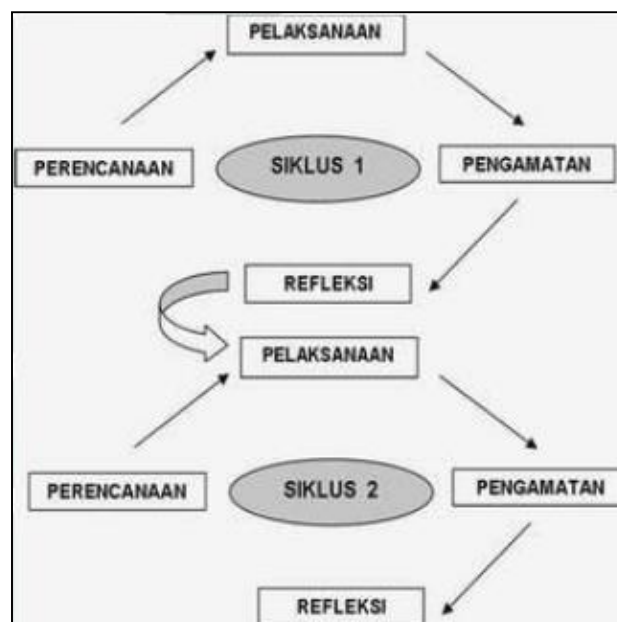 PELAKSANAAN
PERENCANAAN
SIKLUS 1
PENGAMATAN
REFLEKSI
PELAKSANAAN
PERENCANAAN
SIKLUS 2
PENGAMATAN
REFLEKSI